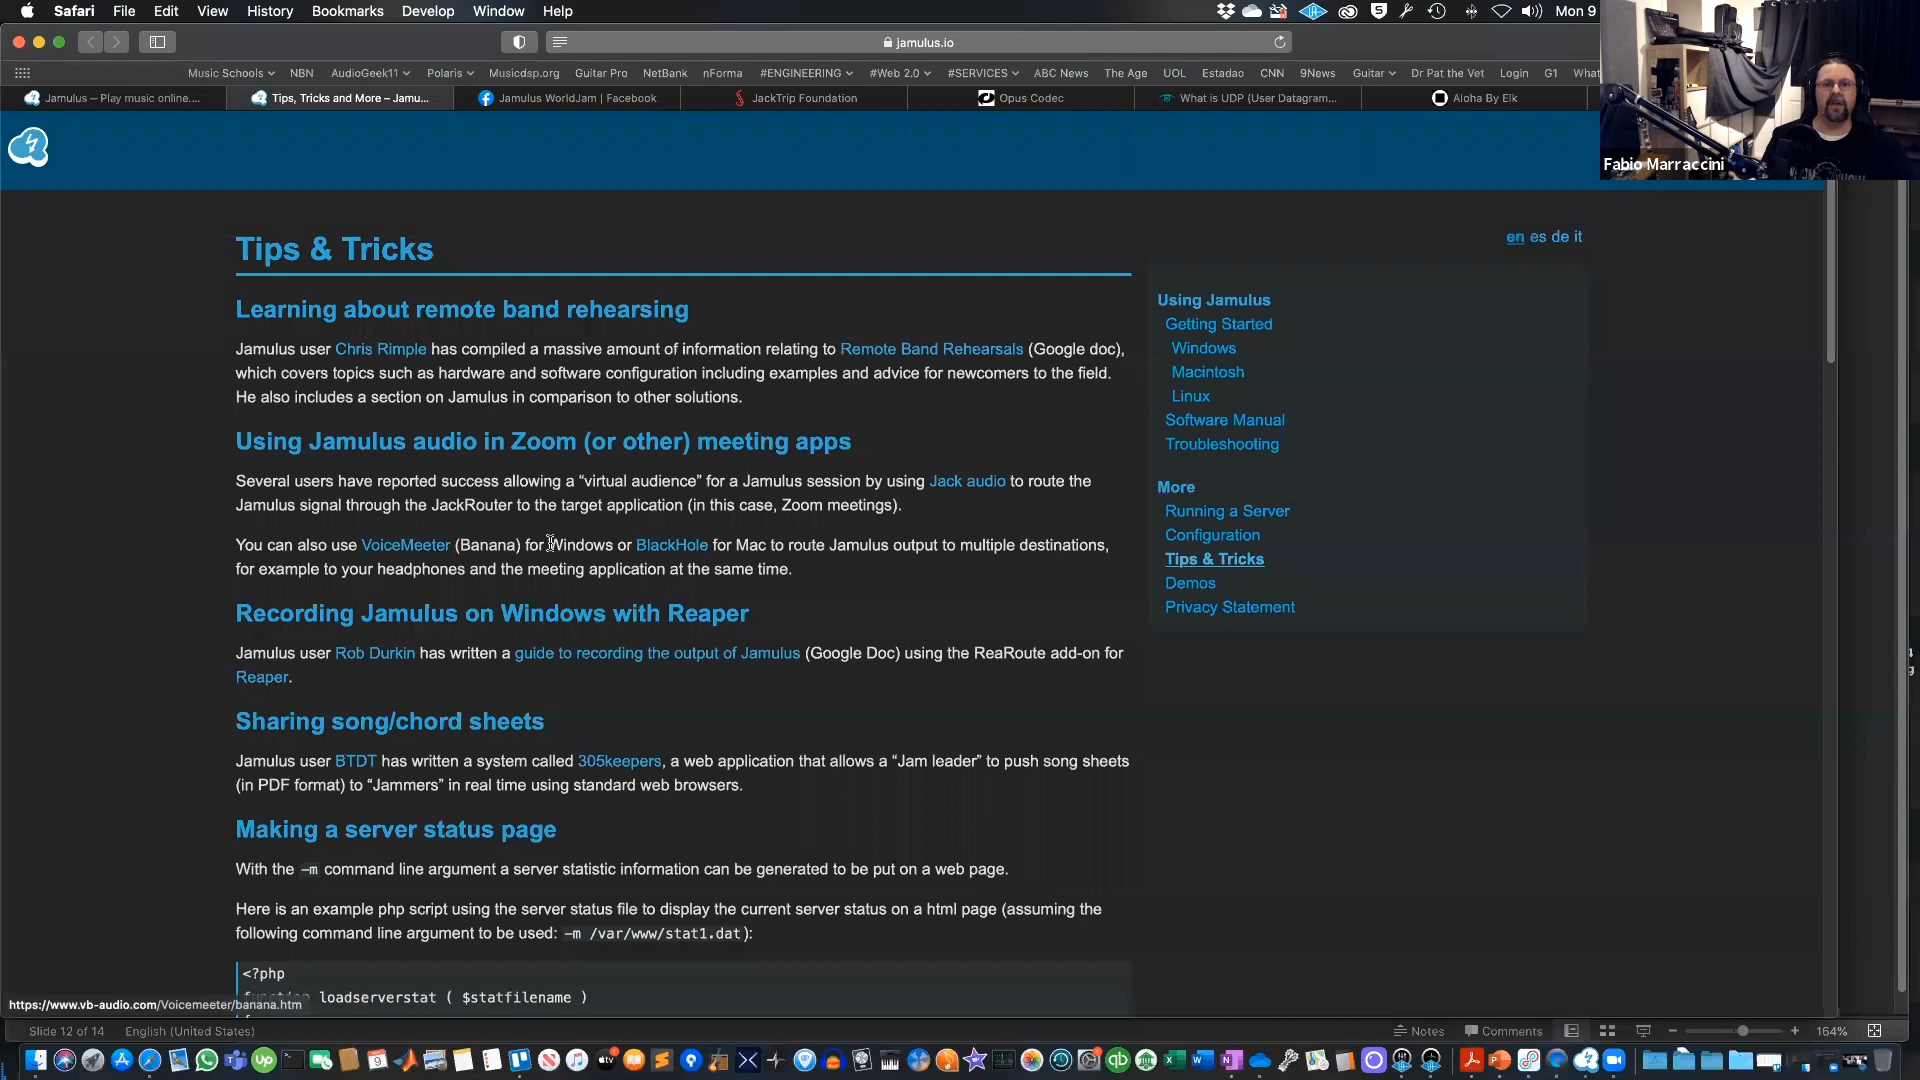 Safari File Edit View History Bookmarks Develop Window Help
Mon 9
jamulus.io
Music Schools NBN AudioGeek11 Polaris Musicdsp.org Guitar Pro NetBank nForma #ENGINEERING #Web 2.0 #SERVICES ABC News The Age UOL Estadao CNN 9News Guitar Dr Pat the Vet Login G1 What
Jamulus – Play music online.... Tips, Tricks and More – Jamu... Jamulus WorldJam | Facebook JackTrip Foundation Opus Codec What is UDP (User Datagram... Aloha By Elk
Fabio Marraccini
en es de it
Tips & Tricks
Learning about remote band rehearsing
Jamulus user Chris Rimple has compiled a massive amount of information relating to Remote Band Rehearsals (Google doc),
which covers topics such as hardware and software configuration including examples and advice for newcomers to the field.
He also includes a section on Jamulus in comparison to other solutions.
Using Jamulus audio in Zoom (or other) meeting apps
Several users have reported success allowing a “virtual audience” for a Jamulus session by using Jack audio to route the
Jamulus signal through the JackRouter to the target application (in this case, Zoom meetings).
You can also use VoiceMeeter (Banana) for Windows or BlackHole for Mac to route Jamulus output to multiple destinations,
for example to your headphones and the meeting application at the same time.
Recording Jamulus on Windows with Reaper
Jamulus user Rob Durkin has written a guide to recording the output of Jamulus (Google Doc) using the ReaRoute add-on for
Reaper.
Sharing song/chord sheets
Jamulus user BTDT has written a system called 305keepers, a web application that allows a “Jam leader” to push song sheets
(in PDF format) to “Jammers” in real time using standard web browsers.
Making a server status page
With the -m command line argument a server statistic information can be generated to be put on a web page.
Here is an example php script using the server status file to display the current server status on a html page (assuming the
following command line argument to be used: -m /var/www/stat1.dat):
<?php
function loadserverstat ( $statfilename )
{
Using Jamulus
Getting Started
Windows
Macintosh
Linux
Software Manual
Troubleshooting
More
Running a Server
Configuration
Tips & Tricks
Demos
Privacy Statement
https://www.vb-audio.com/Voicemeeter/banana.htm
Slide 12 of 14 English (United States) Notes Comments 164%